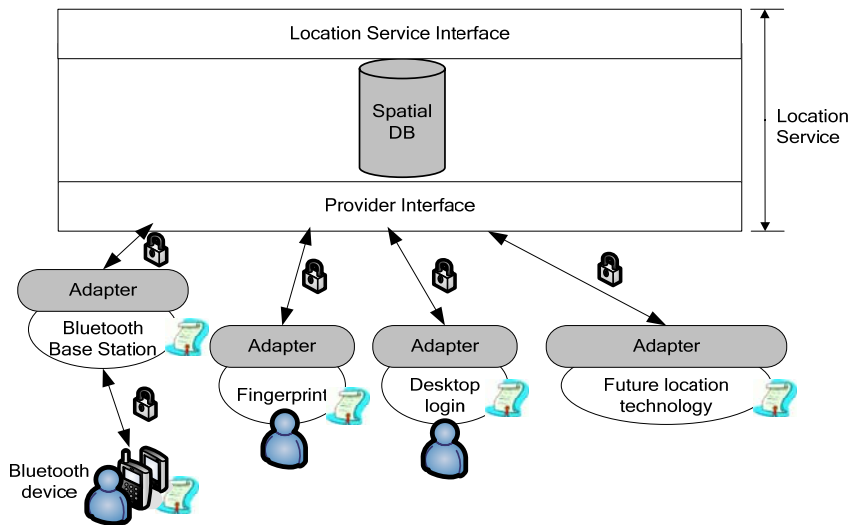 Location Service Interface
Spatial
DB
Location
Service
Provider Interface
Adapter
Bluetooth
Base Station
Adapter
Fingerprint
Adapter
Desktop
login
Adapter
Future location
technology
Bluetooth
device